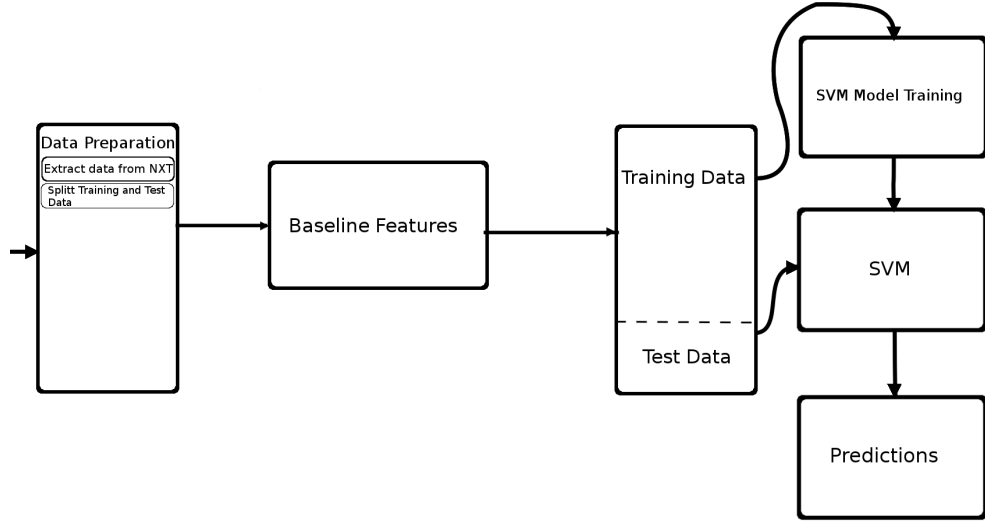 Data Preparation
Extract data from NXT
Splitt Training and Test
Data
Baseline Features
Training Data
Test Data
SVM Model Training
SVM
Predictions